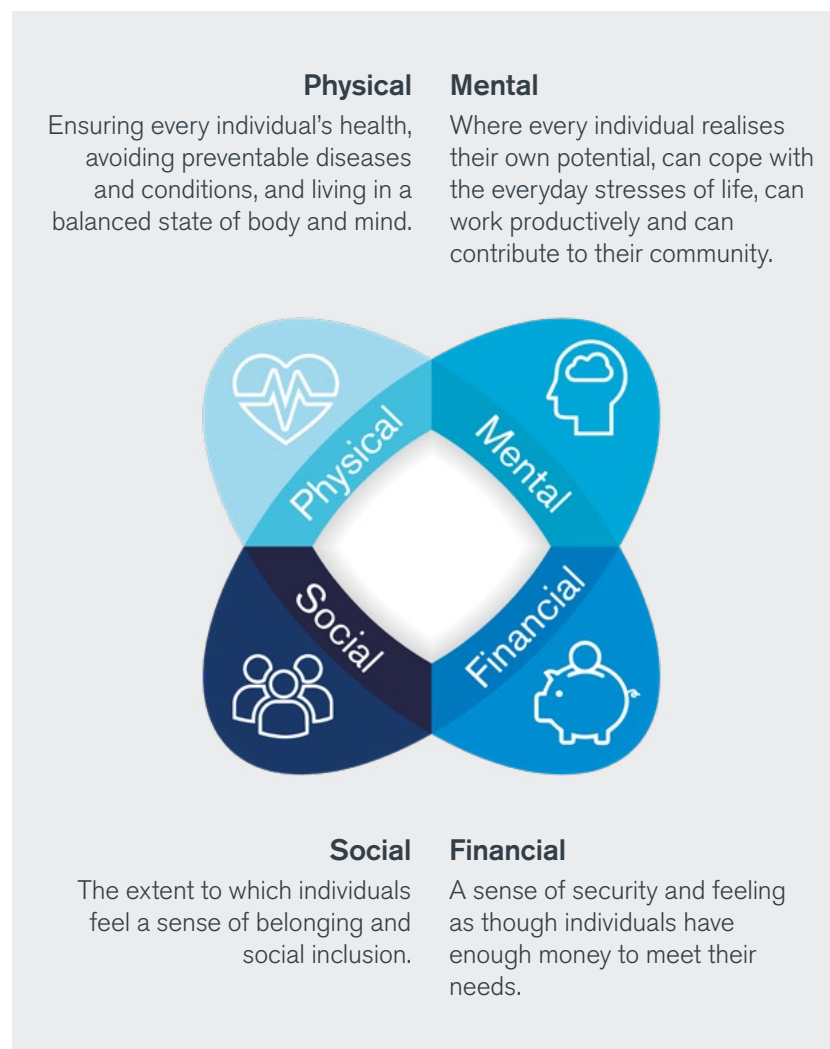 Physical
Ensuring every individual’s health,
avoiding preventable diseases
and conditions, and living in a
balanced state of body and mind.
Mental
Where every individual realises
their own potential, can cope with
the everyday stresses of life, can
work productively and can
contribute to their community.
Physical
Mental
Social
Financial
Social
The extent to which individuals
feel a sense of belonging and
social inclusion.
Financial
A sense of security and feeling
as though individuals have
enough money to meet their
needs.